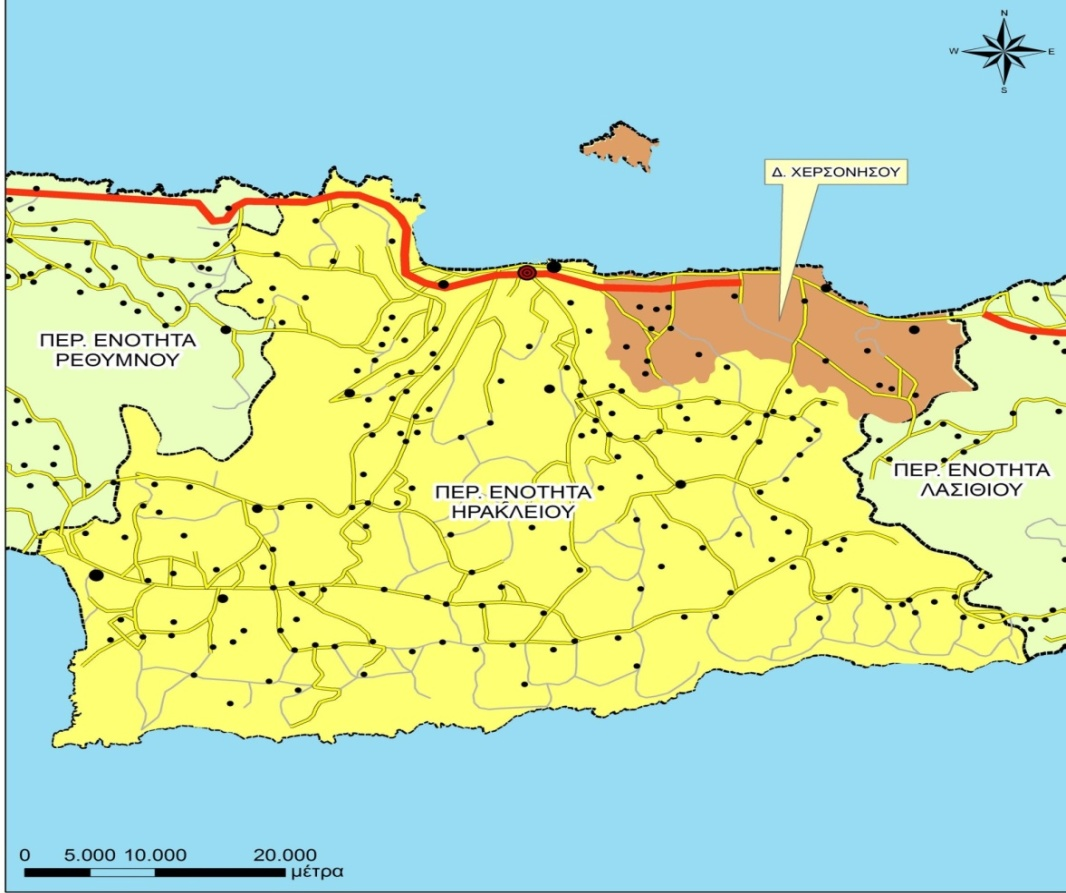 N
W E
S
Δ. ΧΕΡΣΟΝΗΣΟΥ
ΠΕΡ. ΕΝΟΤΗΤΑ
ΡΕΘΥΜΝΟΥ
ΠΕΡ. ΕΝΟΤΗΤΑ
ΗΡΑΚΛΕΙΟΥ
ΠΕΡ. ΕΝΟΤΗΤΑ
ΛΑΣΙΘΙΟΥ
0 5.000 10.000 20.000
μέτρα